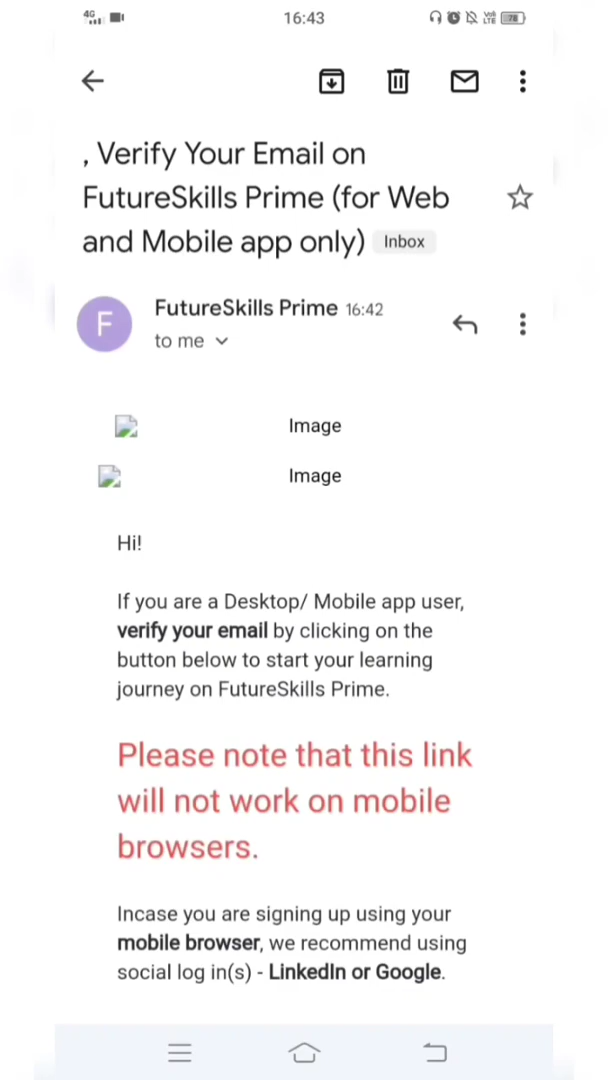 4G
16:43
VoLTE
78
, Verify Your Email on
FutureSkills Prime (for Web
and Mobile app only) Inbox
F
FutureSkills Prime 16:42
to me
Image
Image
Hi!
If you are a Desktop/ Mobile app user,
verify your email by clicking on the
button below to start your learning
journey on FutureSkills Prime.
Please note that this link
will not work on mobile
browsers.
Incase you are signing up using your
mobile browser, we recommend using
social log in(s) - LinkedIn or Google.